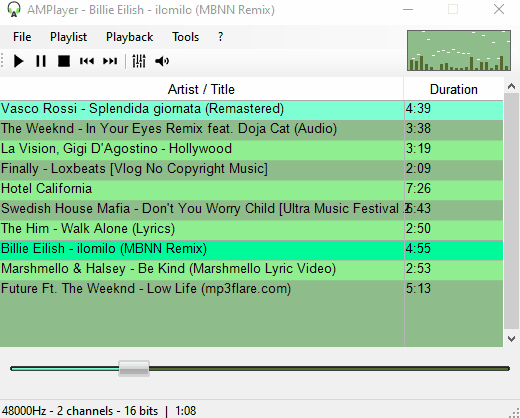 AMPlayer - Billie Eilish - ilomilo (MBNN Remix)
File Playlist Playback Tools ?
Artist / Title Duration
Vasco Rossi - Splendida giornata (Remastered) 4:39
The Weeknd - In Your Eyes Remix feat. Doja Cat (Audio) 3:38
La Vision, Gigi D'Agostino - Hollywood 3:19
Finally - Loxbeats [Vlog No Copyright Music] 2:09
Hotel California 7:26
Swedish House Mafia - Don't You Worry Child [Ultra Music Festival 6:43
The Him - Walk Alone (Lyrics) 2:50
Billie Eilish - ilomilo (MBNN Remix) 4:55
Marshmello & Halsey - Be Kind (Marshmello Lyric Video) 2:53
Future Ft. The Weeknd - Low Life (mp3flare.com) 5:13
48000Hz - 2 channels - 16 bits | 1:08